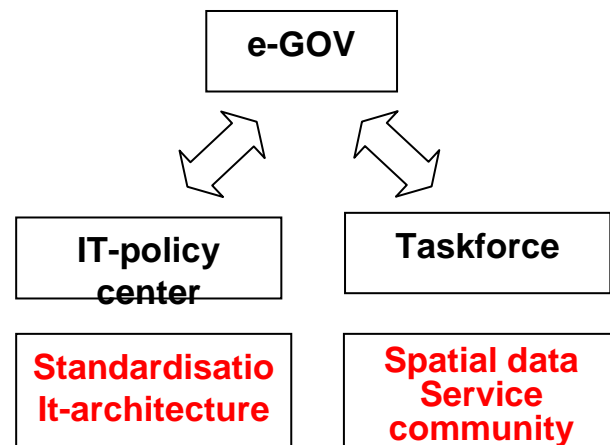 e-GOV
IT-policy
center
Taskforce
Standardisatio
It-architecture
Spatial data
Service
community